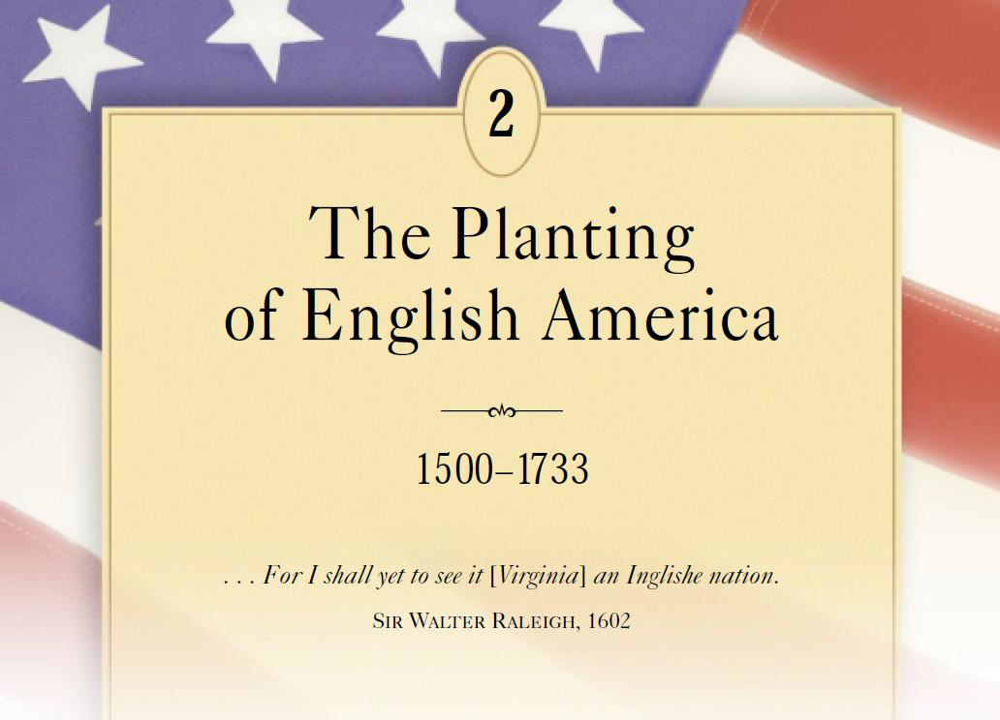 2
The Planting
of English America
1500–1733
. . . For I shall yet to see it [Virginia] an Inglishe nation.
SIR WALTER RALEIGH, 1602